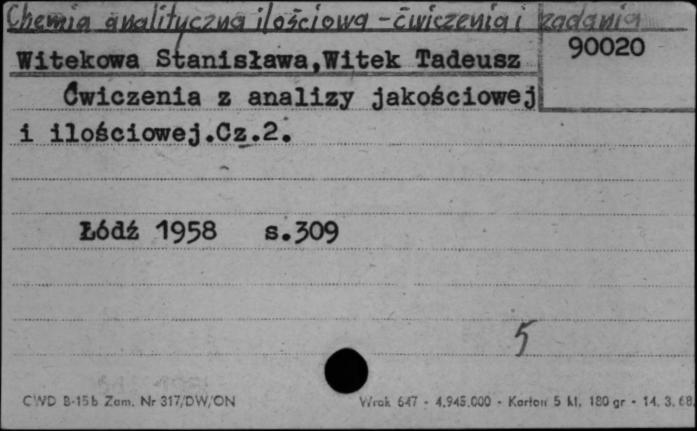 Chemia analityczna ilościowa - ćwiczenia i zadania
90020
Witekowa Stanisława,Witek Tadeusz
Ćwiczenia z analizy jakościowej
i ilościowej.Cz.2.
Łódź 1958 s.309
5
CWD B-15b Zam. Nr 317/DW/ON
Wrak 647 - 4.945.000 - Karton 5 kl. 180 gr - 14. 3. 68.